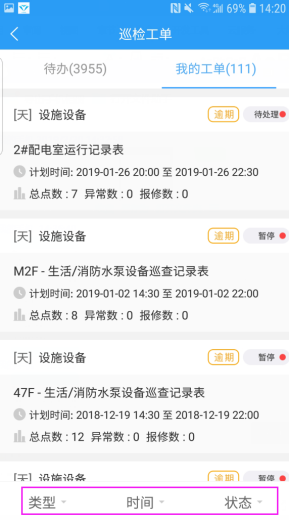 69% 14:20
巡检工单
待办(3955) 我的工单(111)
[天] 设施设备 逾期 待处理
2#配电室运行记录表
计划时间: 2019-01-26 20:00 至 2019-01-26 22:30
总点数: 7 异常数: 0 报修数: 0
[天] 设施设备 逾期 暂停
M2F - 生活/消防水泵设备巡查记录表
计划时间: 2019-01-02 14:30 至 2019-01-02 22:00
总点数: 8 异常数: 0 报修数: 0
[天] 设施设备 逾期 暂停
47F - 生活/消防水泵设备巡查记录表
计划时间: 2018-12-19 14:30 至 2018-12-19 22:00
总点数: 12 异常数: 0 报修数: 0
[天] 设施设备 逾期 暂停
类型 时间 状态